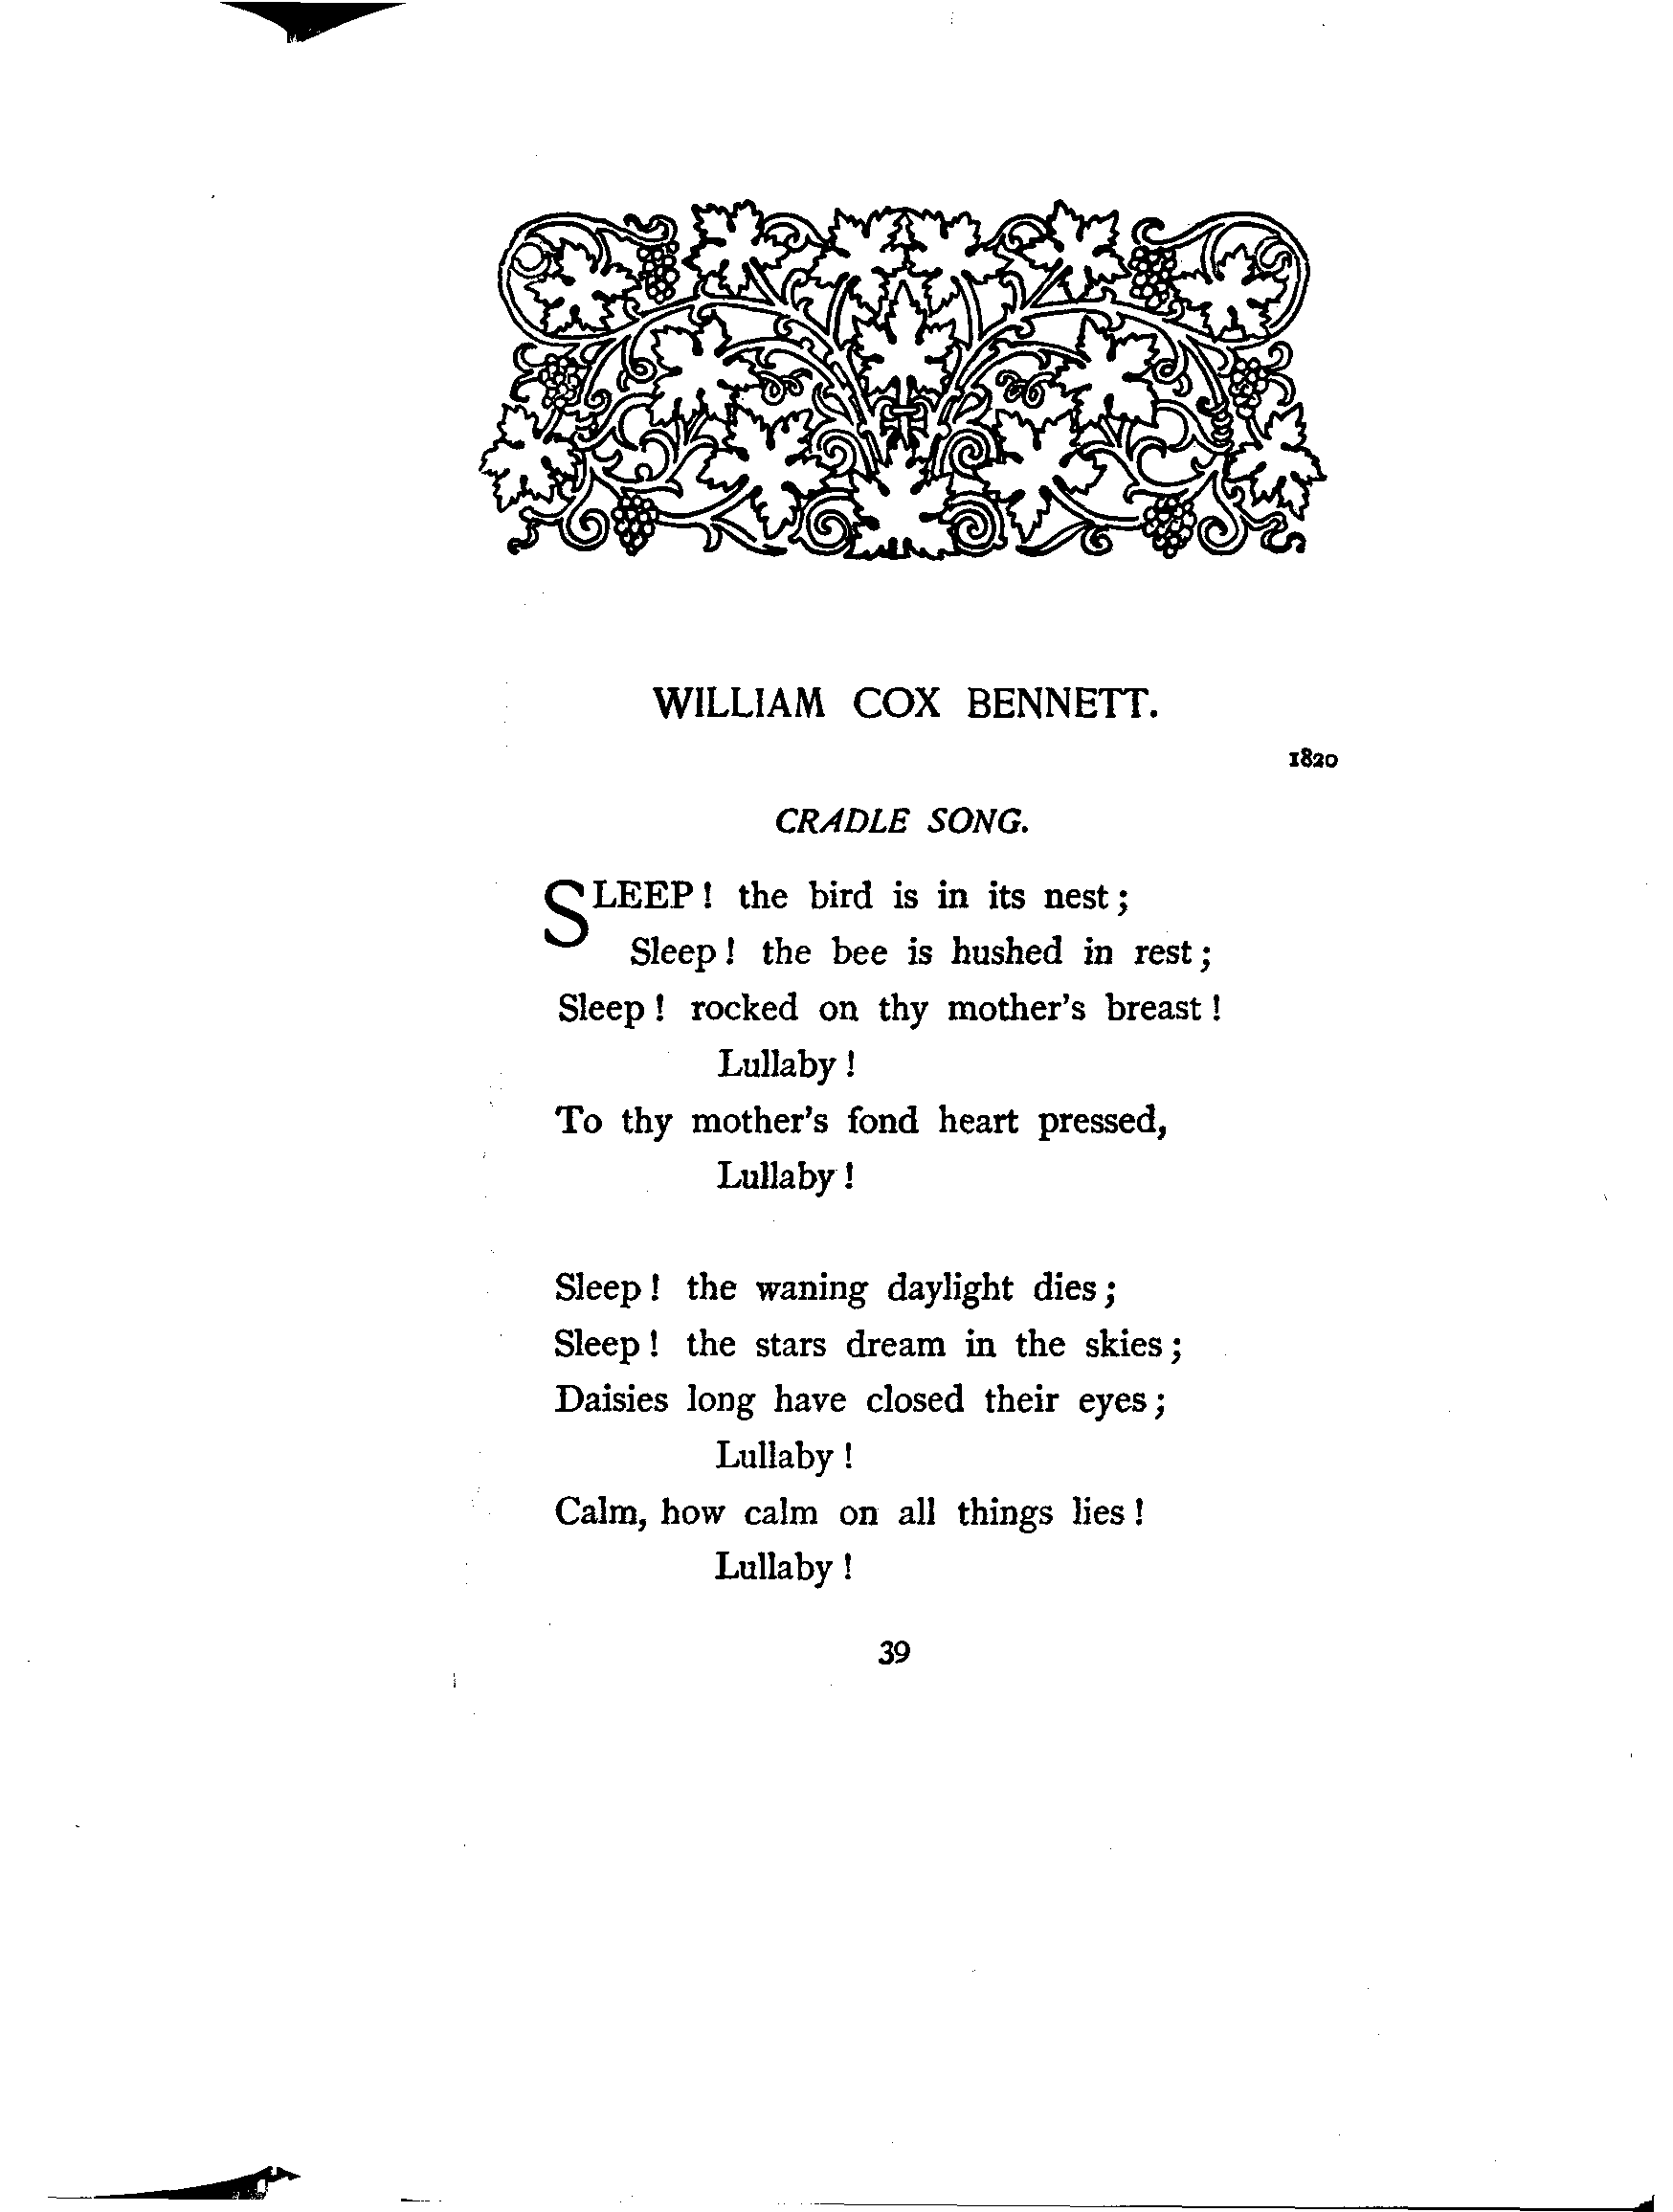 WILLIAM COX BENNETT.
1820
CRADLE SONG.
SLEEP! the bird is in its nest;
Sleep! the bee is hushed in rest;
Sleep! rocked on thy mother's breast!
Lullaby!
To thy mother's fond heart pressed,
Lullaby!
Sleep! the waning daylight dies;
Sleep! the stars dream in the skies;
Daisies long have closed their eyes;
Lullaby!
Calm, how calm on all things lies!
Lullaby!
39